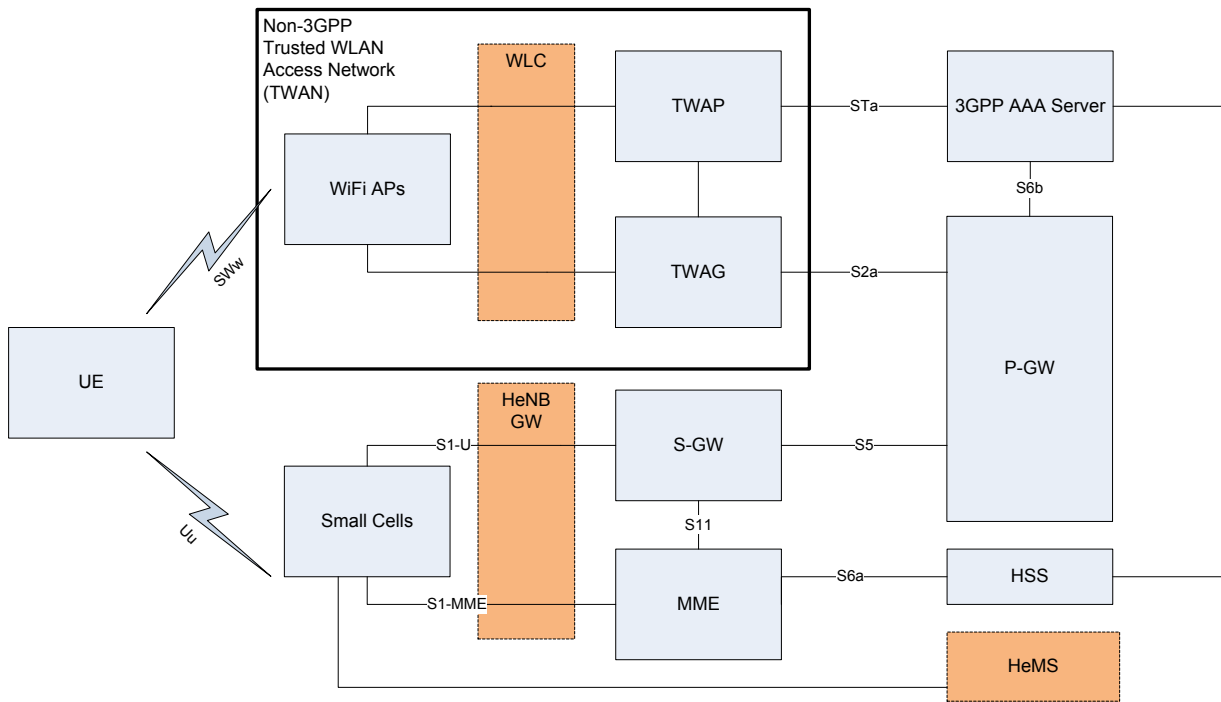 Non-3GPP
Trusted WLAN
Access Network
(TWAN)
WLC
TWAP
STa
3GPP AAA Server
WiFi APs
S6b
SWw
TWAG
S2a
P-GW
UE
HeNB
GW
S1-U
S-GW
S5
Small Cells
S11
Uu
S1-MME
MME
S6a
HSS
HeMS